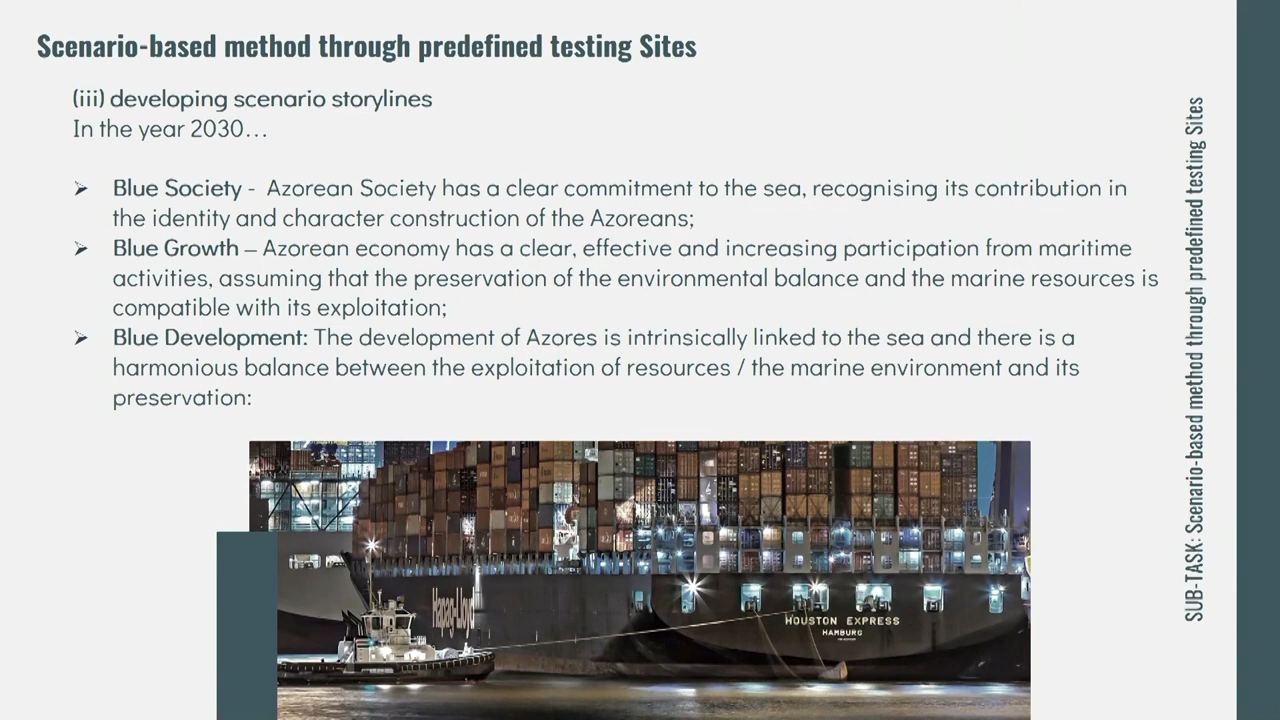 Scenario-based method through predefined testing Sites
(iii) developing scenario storylines
In the year 2030...
➢ Blue Society -  Azorean Society has a clear commitment to the sea, recognising its contribution in
the identity and character construction of the Azoreans;
➢ Blue Growth – Azorean economy has a clear, effective and increasing participation from maritime
activities, assuming that the preservation of the environmental balance and the marine resources is
compatible with its exploitation;
➢ Blue Development: The development of Azores is intrinsically linked to the sea and there is a
harmonious balance between the exploitation of resources / the marine environment and its
preservation:
Hapag-Lloyd
HOUSTON EXPRESS
HAMBURG
SUB-TASK: Scenario-based method through predefined testing Sites